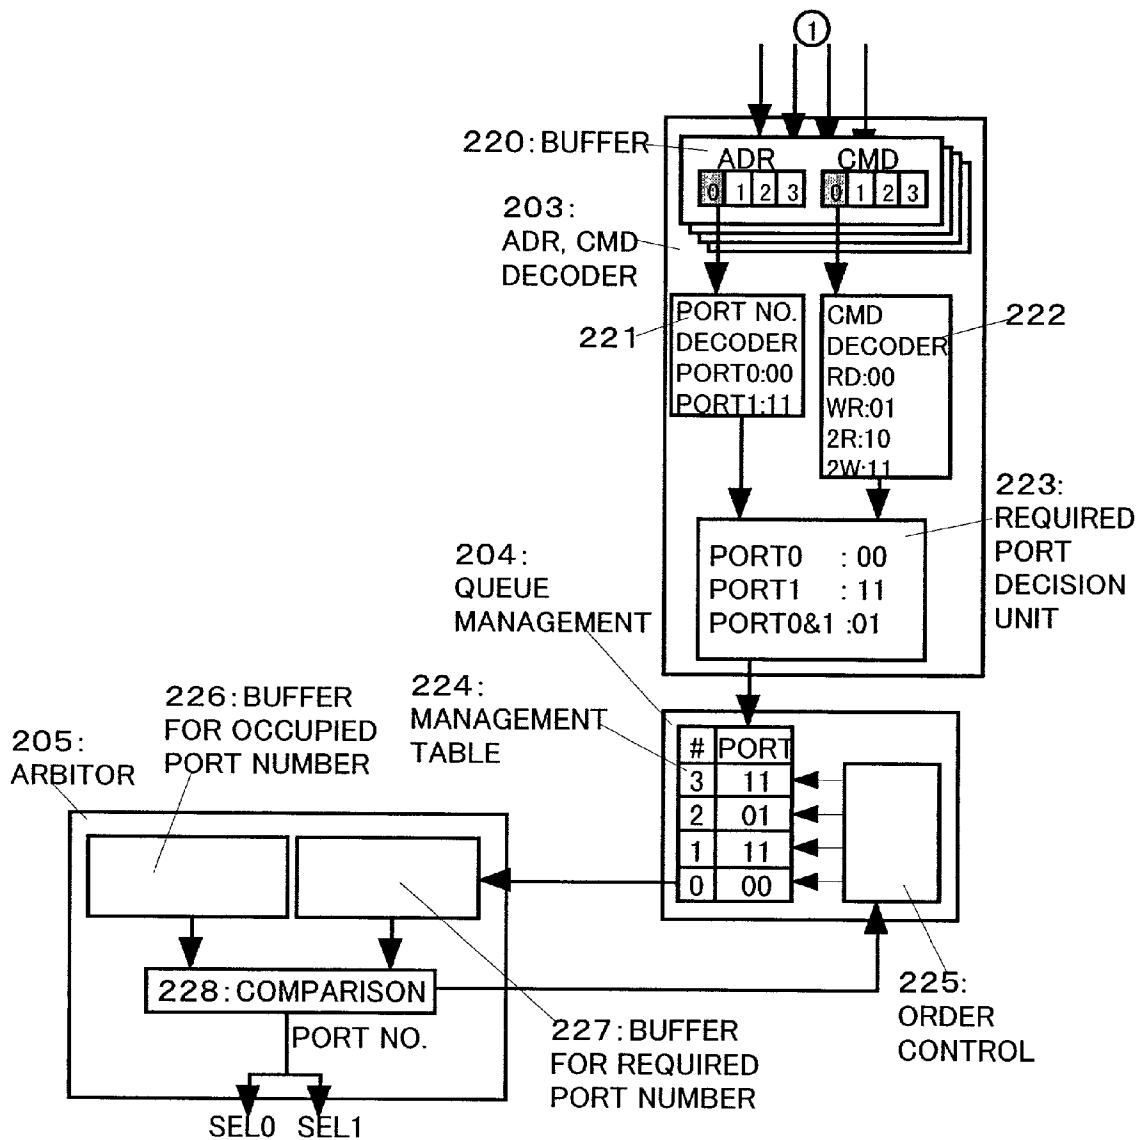 1
220:BUFFER
ADR CMD
0 1 2 3 0 1 2 3
203:
ADR, CMD
DECODER
221
PORT NO.
DECODER
PORT0:00
PORT1:11
CMD
DECODER
RD:00
WR:01
2R:10
2W:11
222
223:
REQUIRED
PORT
DECISION
UNIT
PORT0 :00
PORT1 :11
PORT0&1 :01
204:
QUEUE
MANAGEMENT
224:
MANAGEMENT
TABLE
# PORT
3 11
2 01
1 11
0 00
226:BUFFER
FOR OCCUPIED
PORT NUMBER
205:
ARBITOR
228:COMPARISON
PORT NO.
SEL0 SEL1
227:BUFFER
FOR REQUIRED
PORT NUMBER
225:
ORDER
CONTROL